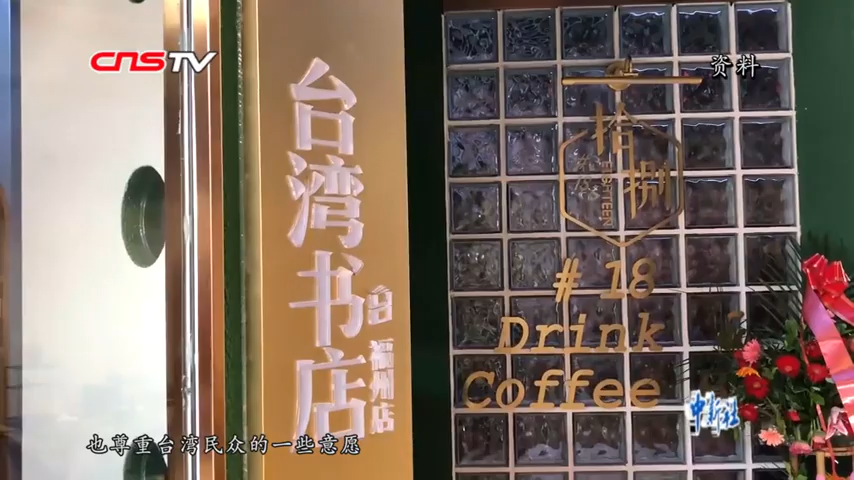 CNSTV
资料
台湾书店
福州店
拾捌
EIGHTEEN
# 18
Drink
Coffee
中新社
也尊重台湾民众的一些意愿